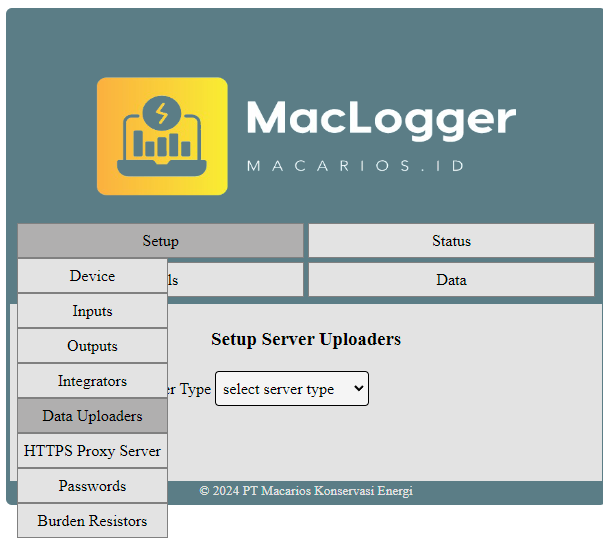 MacLogger
MACARIOS.ID
Setup
Status
ls
Data
Device
Inputs
Outputs
Integrators
Data Uploaders
HTTPS Proxy Server
Passwords
Burden Resistors
Setup Server Uploaders
er Type
select server type
© 2024 PT Macarios Konservasi Energi